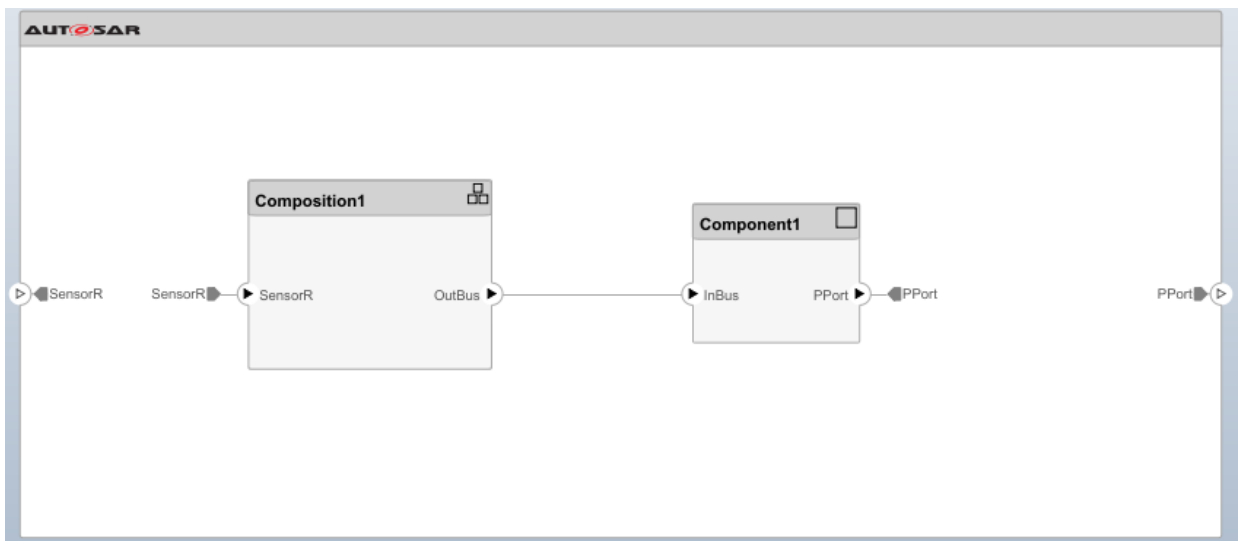 AUTOSAR
Composition1
Component1
SensorR
SensorR
SensorR
OutBus
InBus
PPort
PPort
PPort